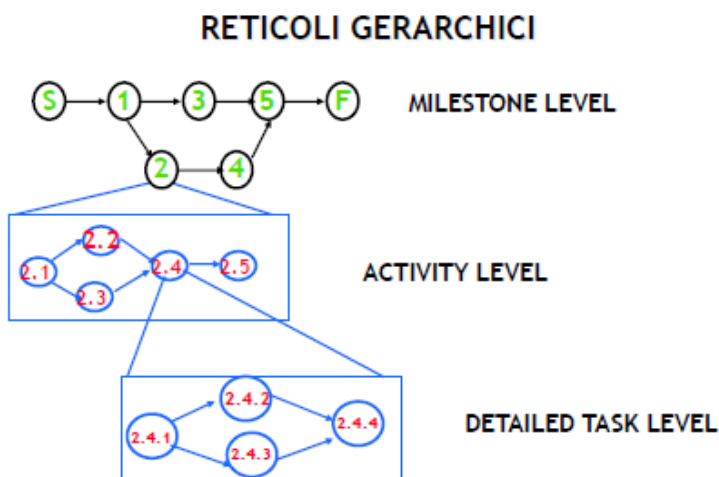 RETICOLI GERARCHICI
S 1 3 5 F MILESTONE LEVEL
2 4
2.2
2.1 2.4 2.5 ACTIVITY LEVEL
2.3
2.4.2
2.4.1 2.4.4 DETAILED TASK LEVEL
2.4.3